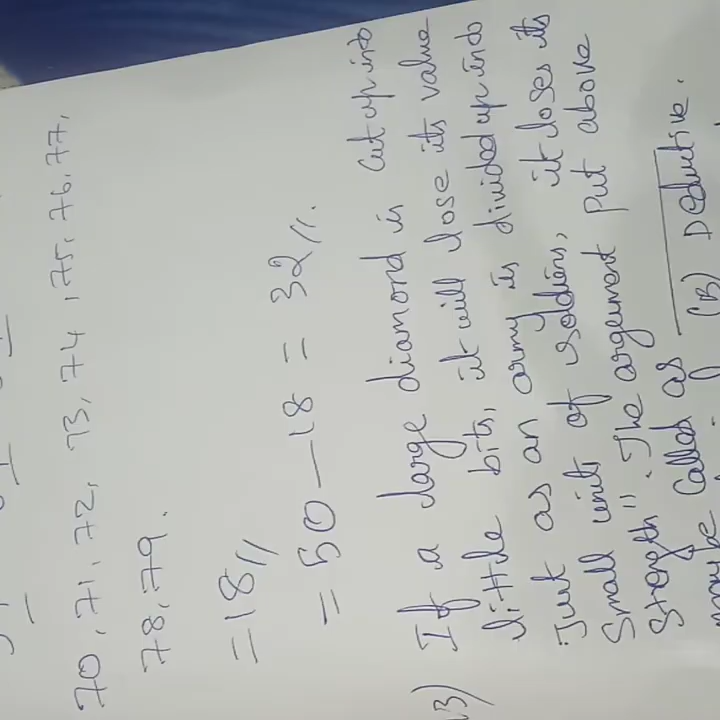 70, 71, 72, 73, 74, 75, 76, 77,
78, 79.
= 18 //
= 50 - 18 = 32 //.
3) If a large diamond is cut up into
little bits, it will lose its value
Just as an army is divided up into
Small units of soldiers, it loses its
Strength". The argement put above
maybe called as
(B) Deductive.